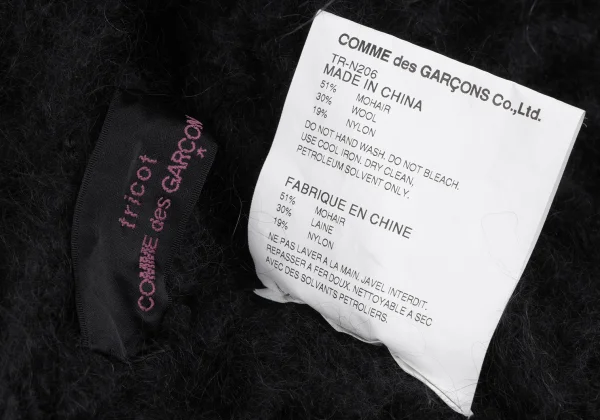 tricot
COMME des GARCON
*
COMME des GARÇONS Co.,Ltd.
TR-N206
MADE IN CHINA
51% MOHAIR
30% WOOL
19% NYLON
DO NOT HAND WASH. DO NOT BLEACH.
USE COOL IRON. DRY CLEAN,
PETROLEUM SOLVENT ONLY.
FABRIQUE EN CHINE
51% MOHAIR
30% LAINE
19% NYLON
NE PAS LAVER A LA MAIN. JAVEL INTERDIT.
REPASSER A FER DOUX. NETTOYABLE A SEC
AVEC DES SOLVANTS PETROLIERS.